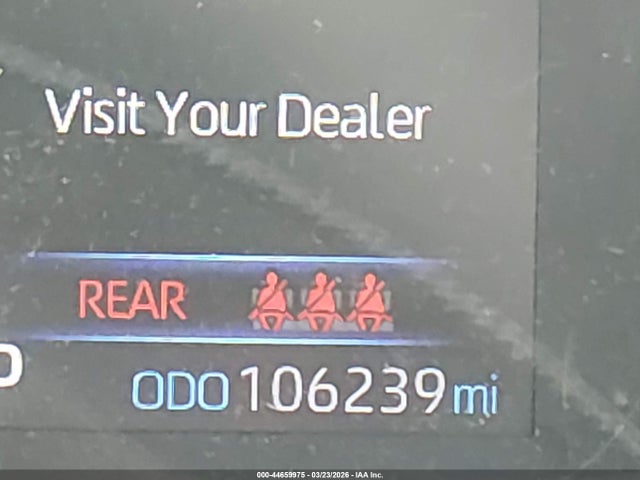 Visit Your Dealer
REAR
ODO 106239 mi
000-44659975 - 03/23/2026 - IAA Inc.